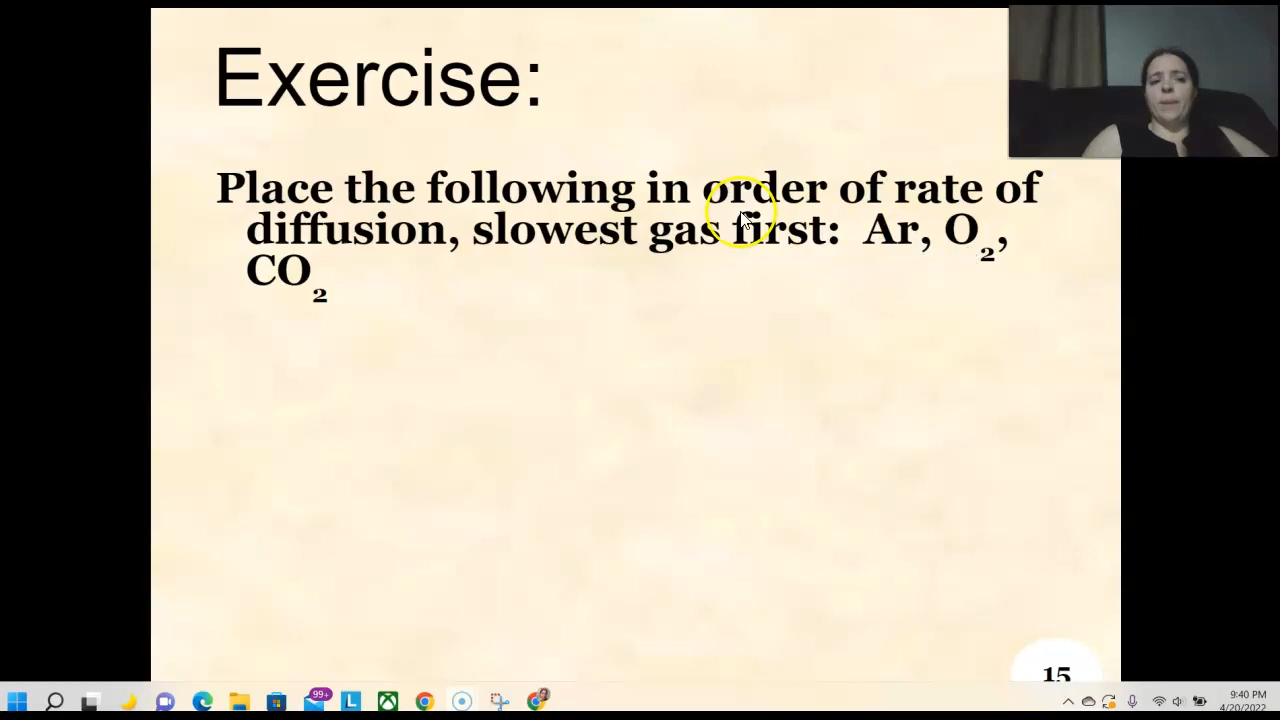 Exercise:
Place the following in order of rate of
diffusion, slowest gas first:  Ar, O₂,
CO₂
15
99+
L
9:40 PM
4/20/2022